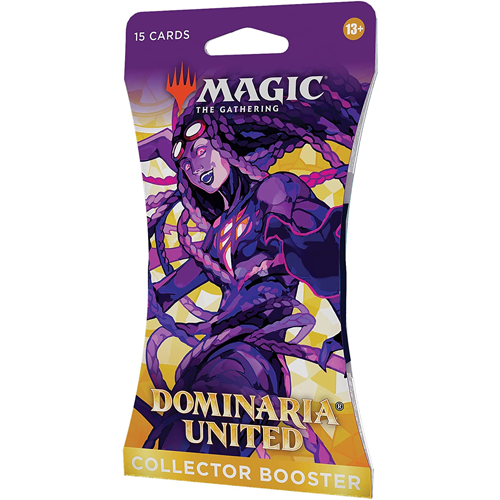 15 CARDS
13+
MAGIC
THE GATHERING
DOMINARIA®
UNITED
COLLECTOR BOOSTER